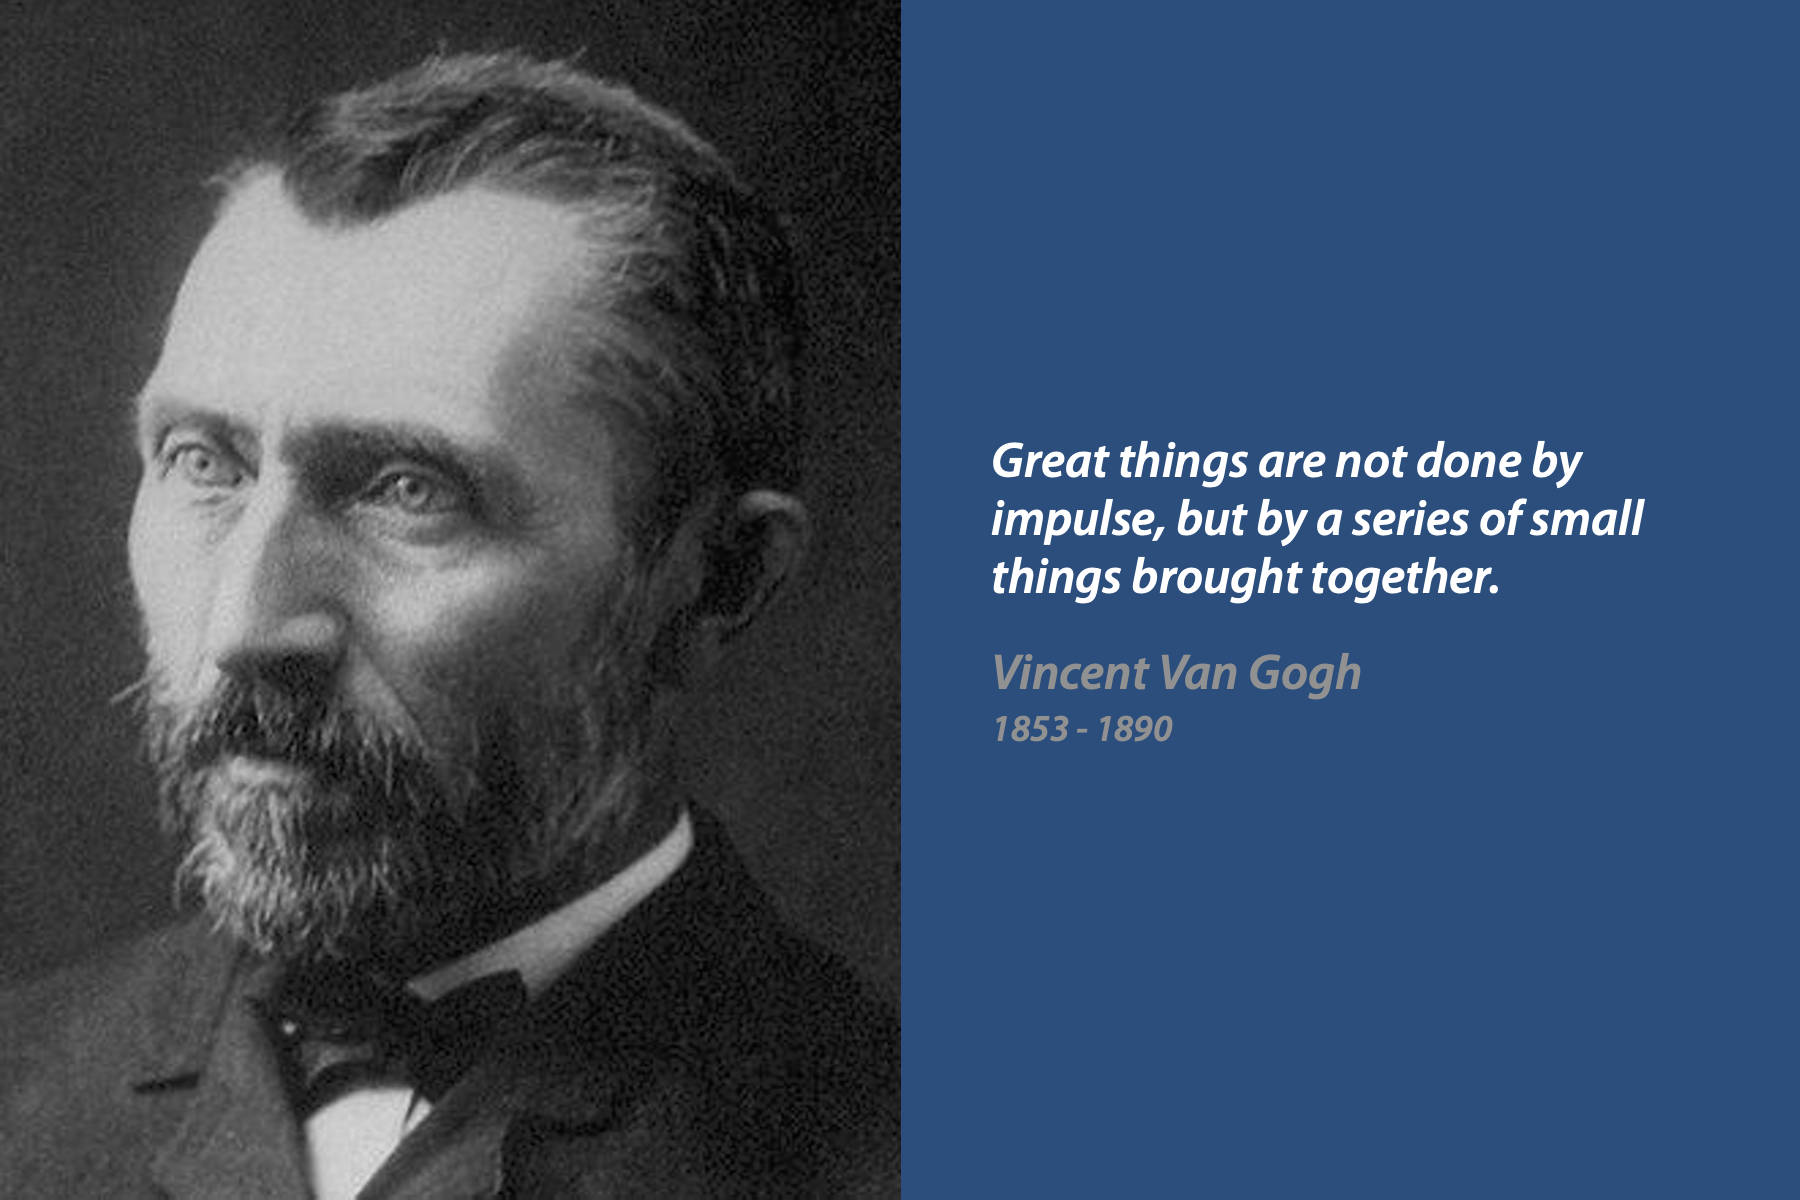 Great things are not done by
impulse, but by a series of small
things brought together.
Vincent Van Gogh
1853 - 1890